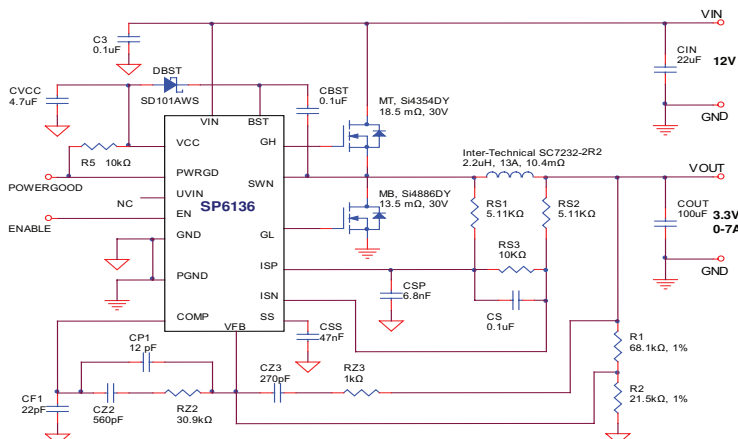 VIN
C3
0.1uF
CIN
22uF
12V
DBST
SD101AWS
CVCC
4.7uF
CBST
0.1uF
MT, Si4354DY
18.5 mΩ, 30V
GND
VIN
BST
VCC
GH
R5 10kΩ
Inter-Technical SC7232-2R2
2.2uH, 13A, 10.4mΩ
VOUT
PWRGD
SWN
POWERGOOD
NC
UVIN
SP6136
MB, Si4886DY
13.5 mΩ, 30V
RS1
5.11KΩ
RS2
5.11KΩ
COUT
100uF
3.3V
0-7A
EN
ENABLE
GND
GL
RS3
10KΩ
GND
ISP
PGND
CSP
6.8nF
ISN
CS
0.1uF
COMP
SS
VFB
CSS
47nF
CP1
12 pF
R1
68.1kΩ, 1%
CZ3
270pF
RZ3
1kΩ
CF1
22pF
CZ2
560pF
RZ2
30.9kΩ
R2
21.5kΩ, 1%